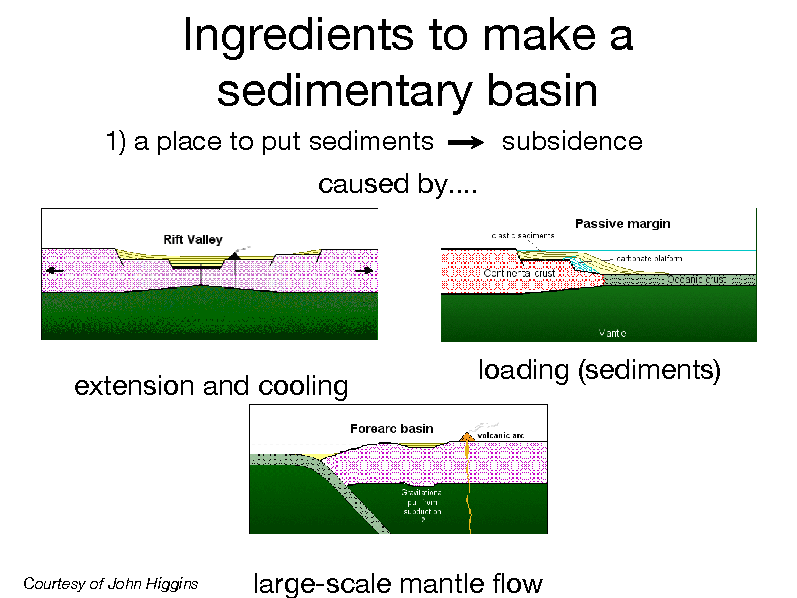 Ingredients to make a
sedimentary basin
1) a place to put sediments → subsidence
caused by....
Rift Valley
Passive margin
clastic sediments
carbonate platform
Continental crust
Oceanic crust
Mantle
extension and cooling
loading (sediments)
Forearc basin
volcanic arc
Gravitational
pull from
subduction
?
Courtesy of John Higgins
large-scale mantle flow